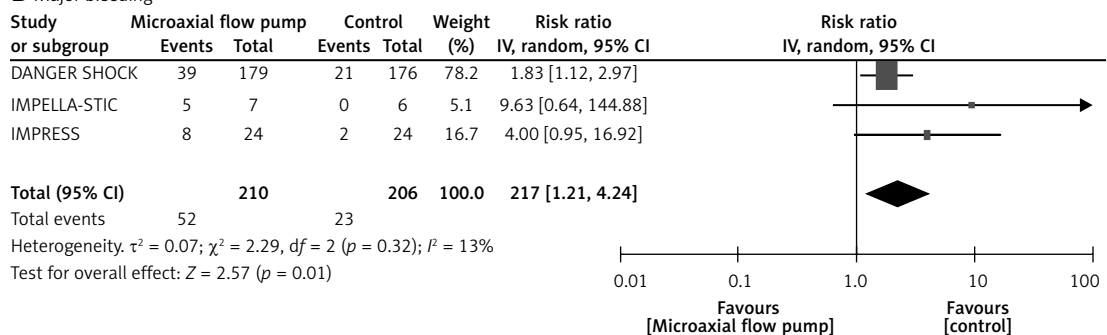 Major bleeding
Study Microaxial flow pump Control Weight Risk ratio Risk ratio
or subgroup Events Total Events Total (%) IV, random, 95% CI IV, random, 95% CI
DANGER SHOCK 39 179 21 176 78.2 1.83 [1.12, 2.97]
IMPELLA-STIC 5 7 0 6 5.1 9.63 [0.64, 144.88]
IMPRESS 8 24 2 24 16.7 4.00 [0.95, 16.92]
Total (95% CI) 210 206 100.0 217 [1.21, 4.24]
Total events 52 23
Heterogeneity. τ² = 0.07; χ² = 2.29, df = 2 (p = 0.32); I² = 13%
Test for overall effect: Z = 2.57 (p = 0.01)
0.01 0.1 1.0 10 100
Favours Favours
[Microaxial flow pump] [control]